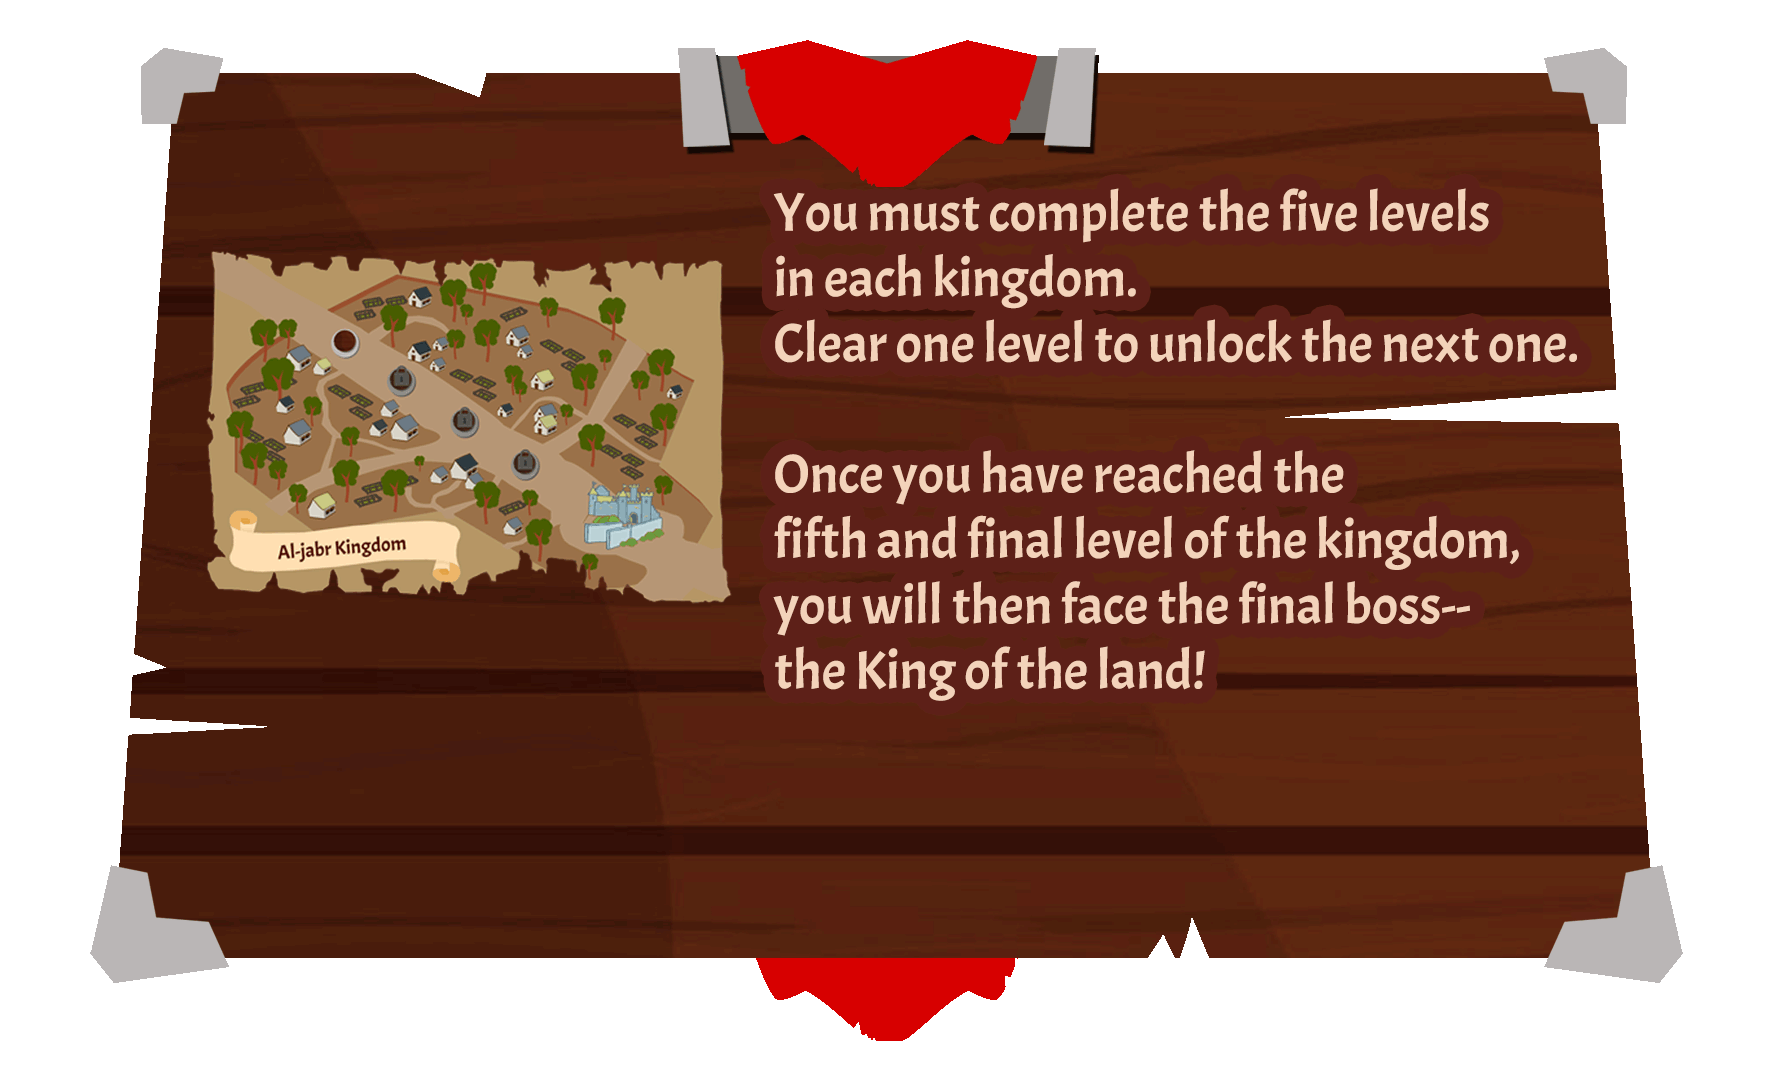 You must complete the five levels
in each kingdom.
Clear one level to unlock the next one.
Once you have reached the
fifth and final level of the kingdom,
you will then face the final boss--
the King of the land!
Al-jabr Kingdom